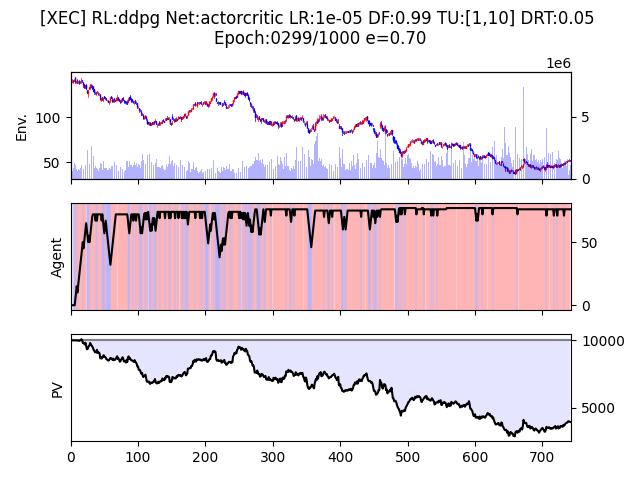 [XEC] RL:ddpg Net:actorcritic LR:1e-05 DF:0.99 TU:[1,10] DRT:0.05
Epoch:0299/1000 e=0.70
1e6
Env.
100
50
5
0
Agent
50
0
PV
10000
5000
0 100 200 300 400 500 600 700